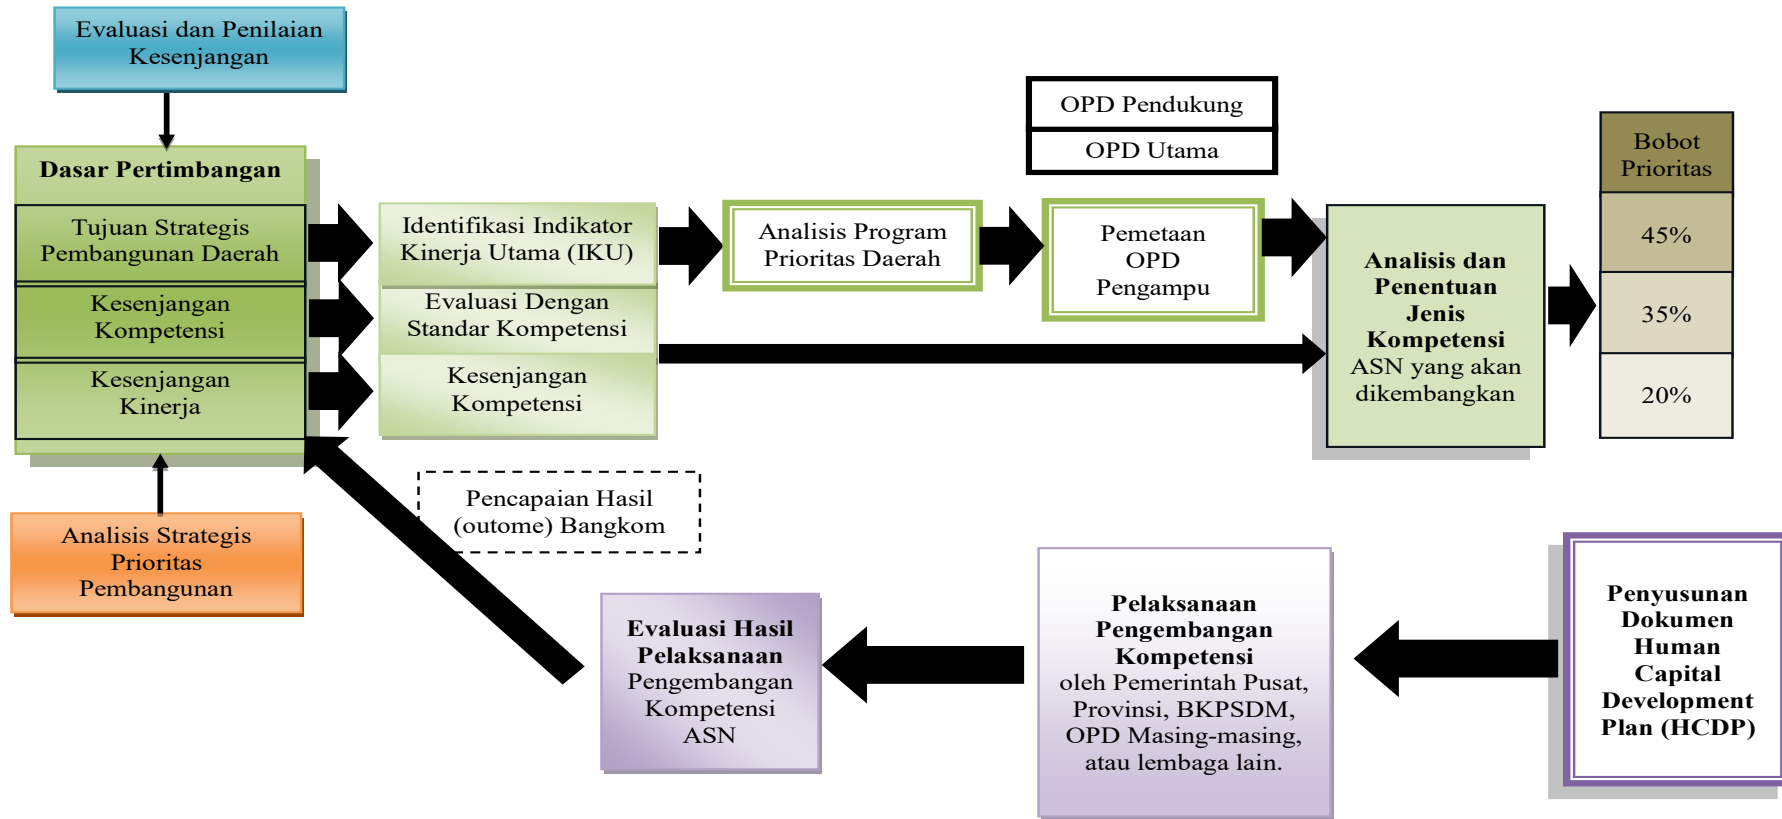 Evaluasi dan Penilaian
Kesenjangan
Dasar Pertimbangan
Tujuan Strategis
Pembangunan Daerah
Kesenjangan
Kompetensi
Kesenjangan
Kinerja
Analisis Strategis
Prioritas
Pembangunan
Identifikasi Indikator
Kinerja Utama (IKU)
Evaluasi Dengan
Standar Kompetensi
Kesenjangan
Kompetensi
Analisis Program
Prioritas Daerah
OPD Pendukung
OPD Utama
Pemetaan
OPD
Pengampu
Analisis dan
Penentuan
Jenis
Kompetensi
ASN yang akan
dikembangkan
Bobot
Prioritas
45%
35%
20%
Penyusunan
Dokumen
Human
Capital
Development
Plan (HCDP)
Pelaksanaan
Pengembangan
Kompetensi
oleh Pemerintah Pusat,
Provinsi, BKPSDM,
OPD Masing-masing,
atau lembaga lain.
Evaluasi Hasil
Pelaksanaan
Pengembangan
Kompetensi
ASN
Pencapaian Hasil
(outome) Bangkom